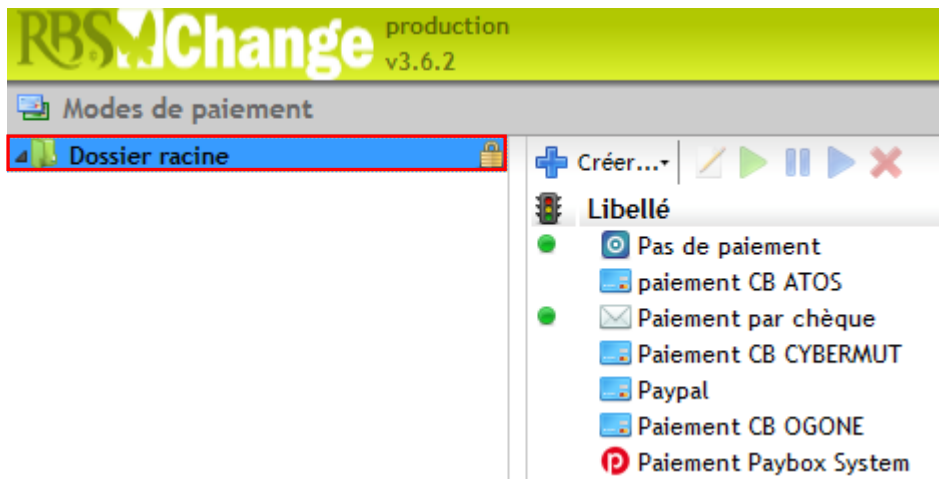 RBS Change production
v3.6.2
Modes de paiement
Dossier racine
Créer...
Libellé
Pas de paiement
paiement CB ATOS
Paiement par chèque
Paiement CB CYBERMUT
Paypal
Paiement CB OGONE
Paiement Paybox System